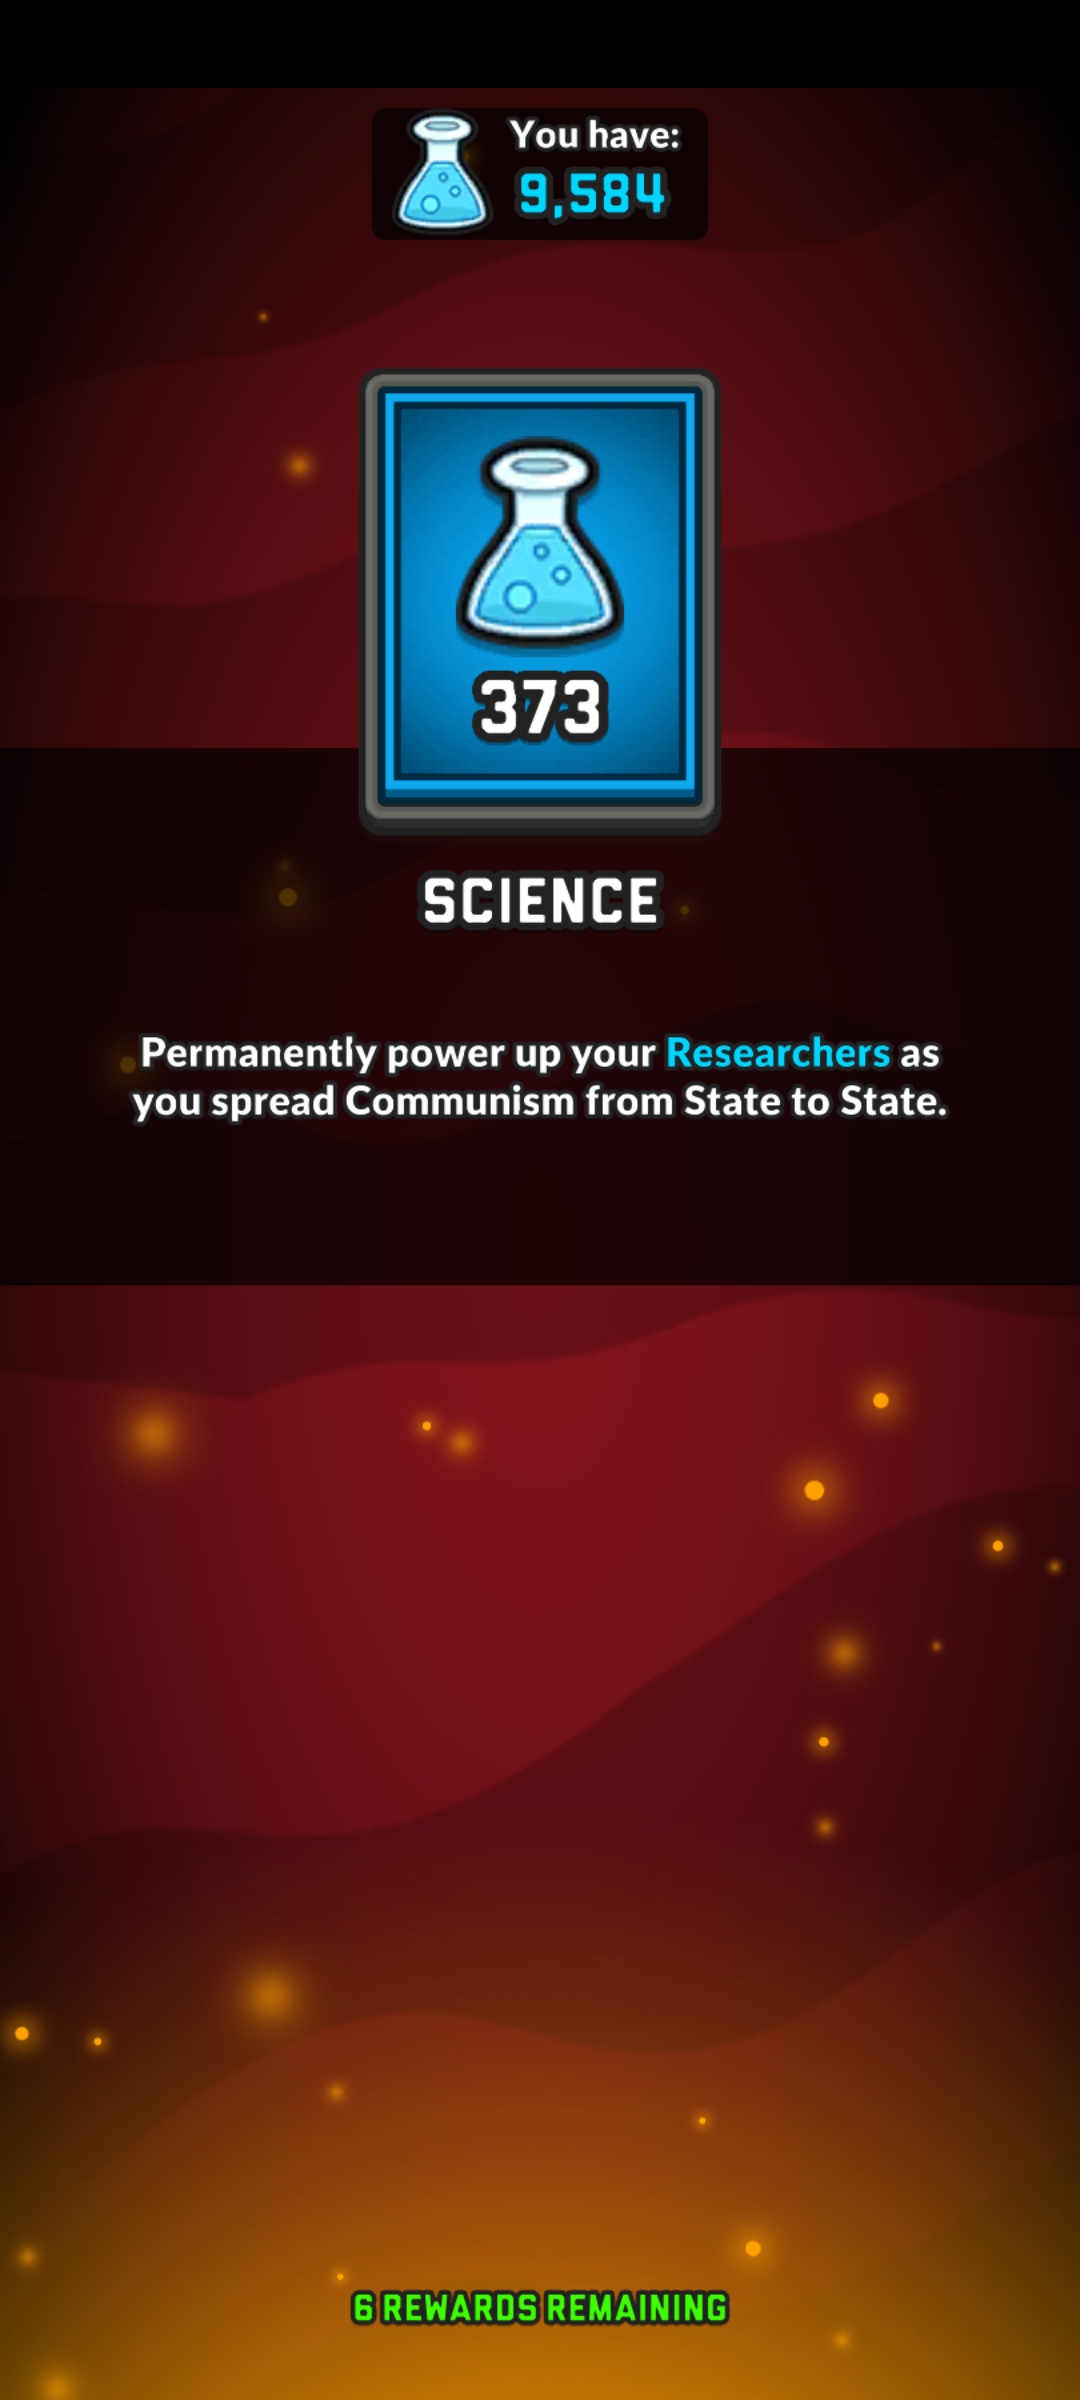 You have:
9,584
373
SCIENCE
Permanently power up your Researchers as
you spread Communism from State to State.
6 REWARDS REMAINING